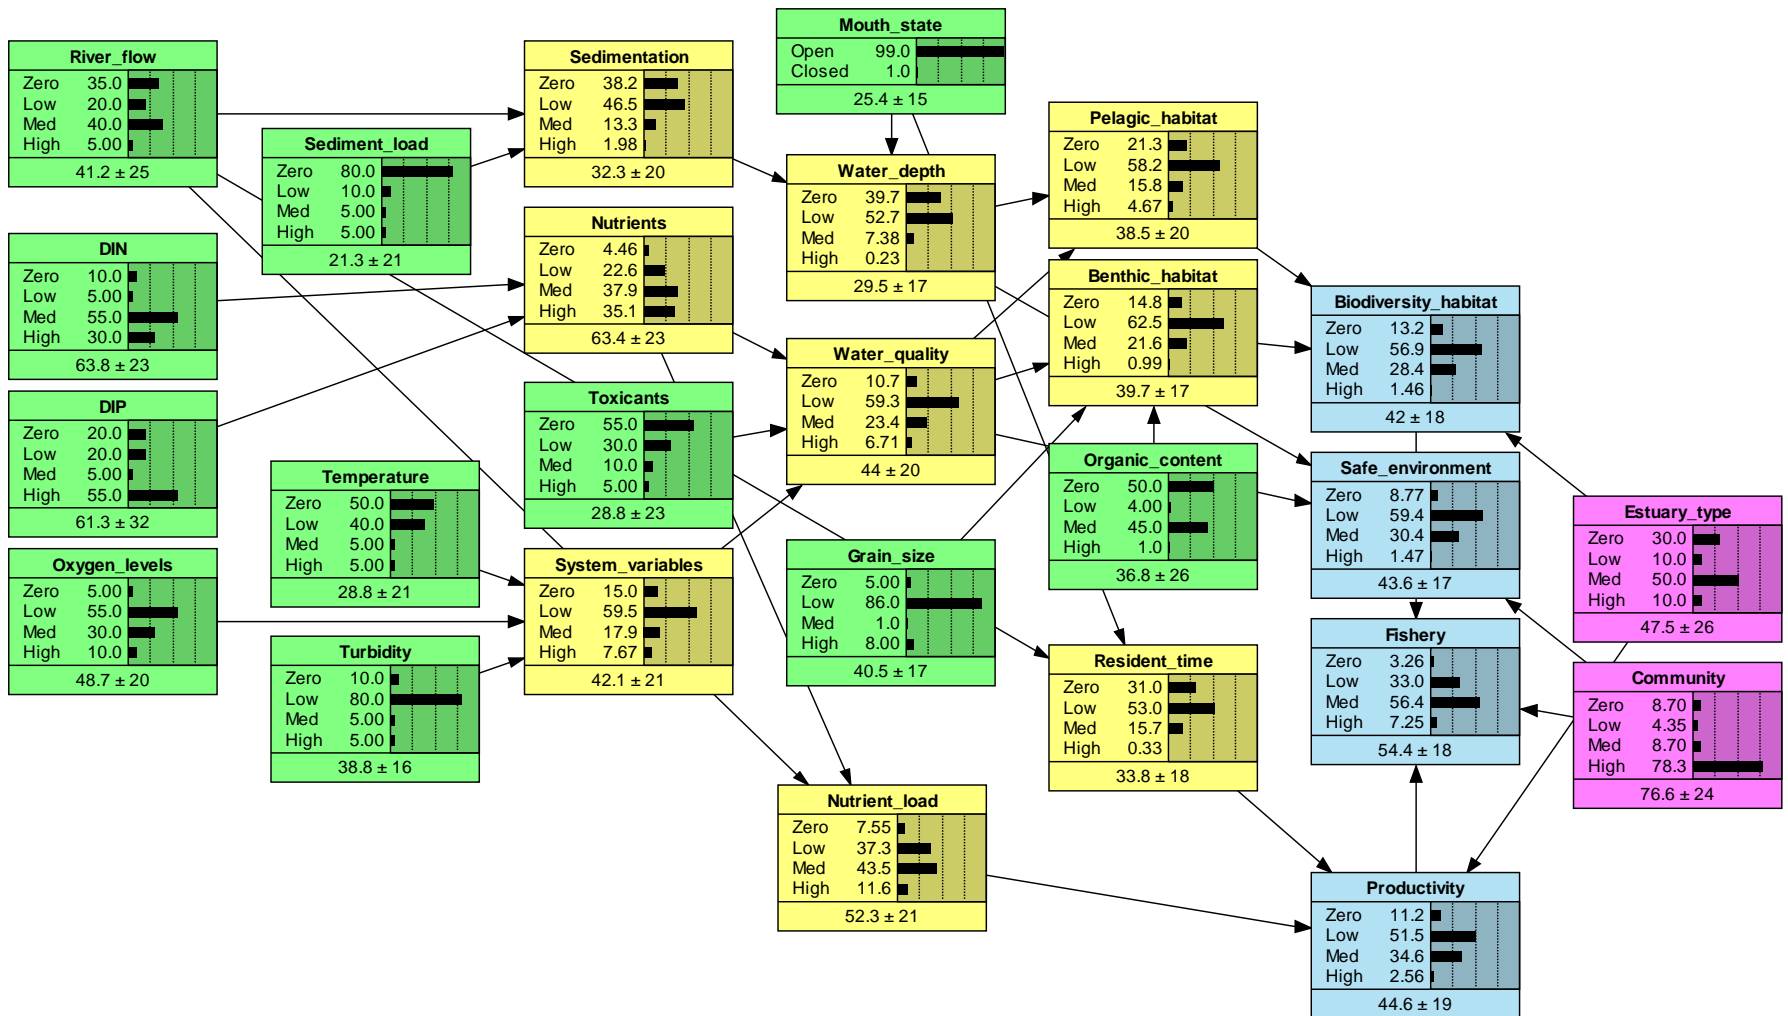 River_flow
Zero 35.0
Low 20.0
Med 40.0
High 5.00
41.2 ± 25
DIN
Zero 10.0
Low 5.00
Med 55.0
High 30.0
63.8 ± 23
DIP
Zero 20.0
Low 20.0
Med 5.00
High 55.0
61.3 ± 32
Oxygen_levels
Zero 5.00
Low 55.0
Med 30.0
High 10.0
48.7 ± 20
Sediment_load
Zero 80.0
Low 10.0
Med 5.00
High 5.00
21.3 ± 21
Temperature
Zero 50.0
Low 40.0
Med 5.00
High 5.00
28.8 ± 21
Turbidity
Zero 10.0
Low 80.0
Med 5.00
High 5.00
38.8 ± 16
Sedimentation
Zero 38.2
Low 46.5
Med 13.3
High 1.98
32.3 ± 20
Nutrients
Zero 4.46
Low 22.6
Med 37.9
High 35.1
63.4 ± 23
Toxicants
Zero 55.0
Low 30.0
Med 10.0
High 5.00
28.8 ± 23
System_variables
Zero 15.0
Low 59.5
Med 17.9
High 7.67
42.1 ± 21
Mouth_state
Open 99.0
Closed 1.0
25.4 ± 15
Water_depth
Zero 39.7
Low 52.7
Med 7.38
High 0.23
29.5 ± 17
Water_quality
Zero 10.7
Low 59.3
Med 23.4
High 6.71
44 ± 20
Grain_size
Zero 5.00
Low 86.0
Med 1.0
High 8.00
40.5 ± 17
Nutrient_load
Zero 7.55
Low 37.3
Med 43.5
High 11.6
52.3 ± 21
Pelagic_habitat
Zero 21.3
Low 58.2
Med 15.8
High 4.67
38.5 ± 20
Benthic_habitat
Zero 14.8
Low 62.5
Med 21.6
High 0.99
39.7 ± 17
Organic_content
Zero 50.0
Low 4.00
Med 45.0
High 1.0
36.8 ± 26
Resident_time
Zero 31.0
Low 53.0
Med 15.7
High 0.33
33.8 ± 18
Biodiversity_habitat
Zero 13.2
Low 56.9
Med 28.4
High 1.46
42 ± 18
Safe_environment
Zero 8.77
Low 59.4
Med 30.4
High 1.47
43.6 ± 17
Fishery
Zero 3.26
Low 33.0
Med 56.4
High 7.25
54.4 ± 18
Productivity
Zero 11.2
Low 51.5
Med 34.6
High 2.56
44.6 ± 19
Estuary_type
Zero 30.0
Low 10.0
Med 50.0
High 10.0
47.5 ± 26
Community
Zero 8.70
Low 4.35
Med 8.70
High 78.3
76.6 ± 24